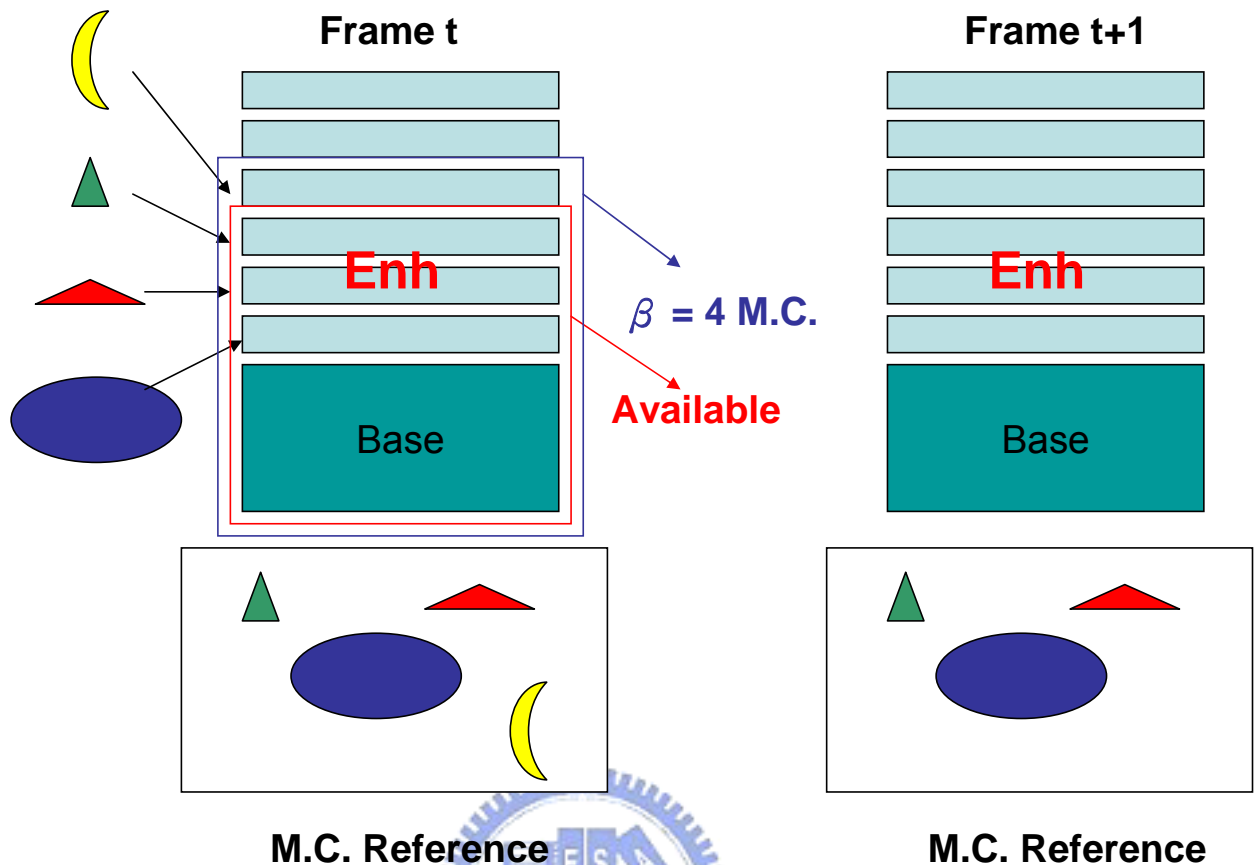 Frame t
Frame t+1
Enh
Enh
β = 4 M.C.
Available
Base
Base
M.C. Reference
M.C. Reference